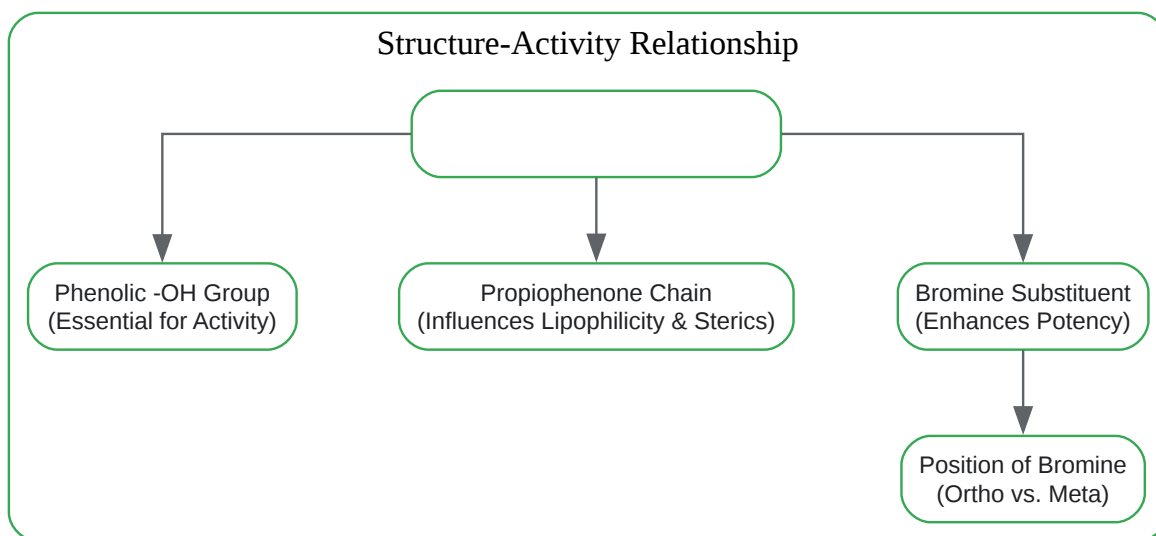 Structure-Activity Relationship
Phenolic -OH Group
(Essential for Activity)
Propiophenone Chain
(Influences Lipophilicity & Sterics)
Bromine Substituent
(Enhances Potency)
Position of Bromine
(Ortho vs. Meta)